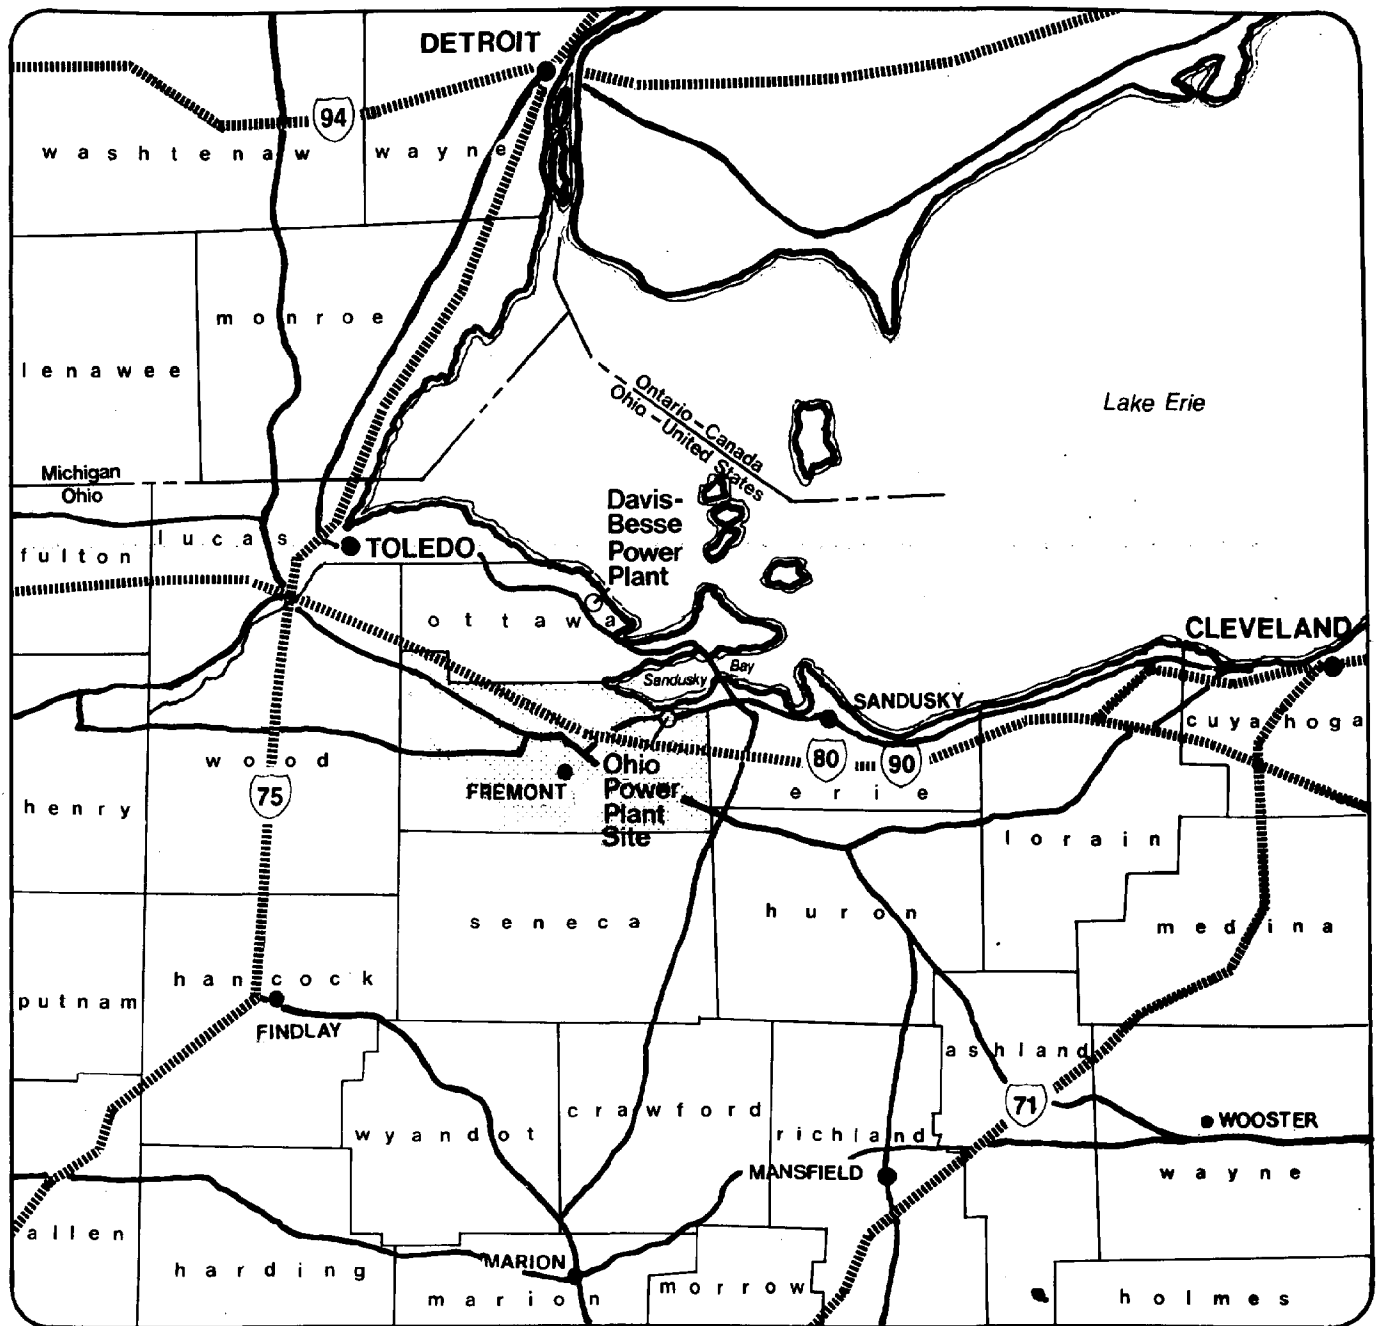 DETROIT
94
washtenaw
wayne
monroe
lenawee
Lake Erie
Ontario-Canada
Ohio-United States
Michigan
Ohio
Davis-
Besse
Power
Plant
fulton
lucas
TOLEDO
ottawa
CLEVELAND
Sandusky
Bay
SANDUSKY
cuyahoga
wood
80
90
75
FREMONT
Ohio
Power
Plant
Site
erie
henry
lorain
seneca
huron
medina
hancock
putnam
FINDLAY
ashland
71
crawford
wyandot
richland
WOOSTER
MANSFIELD
wayne
allen
harding
MARION
marion
morrow
holmes